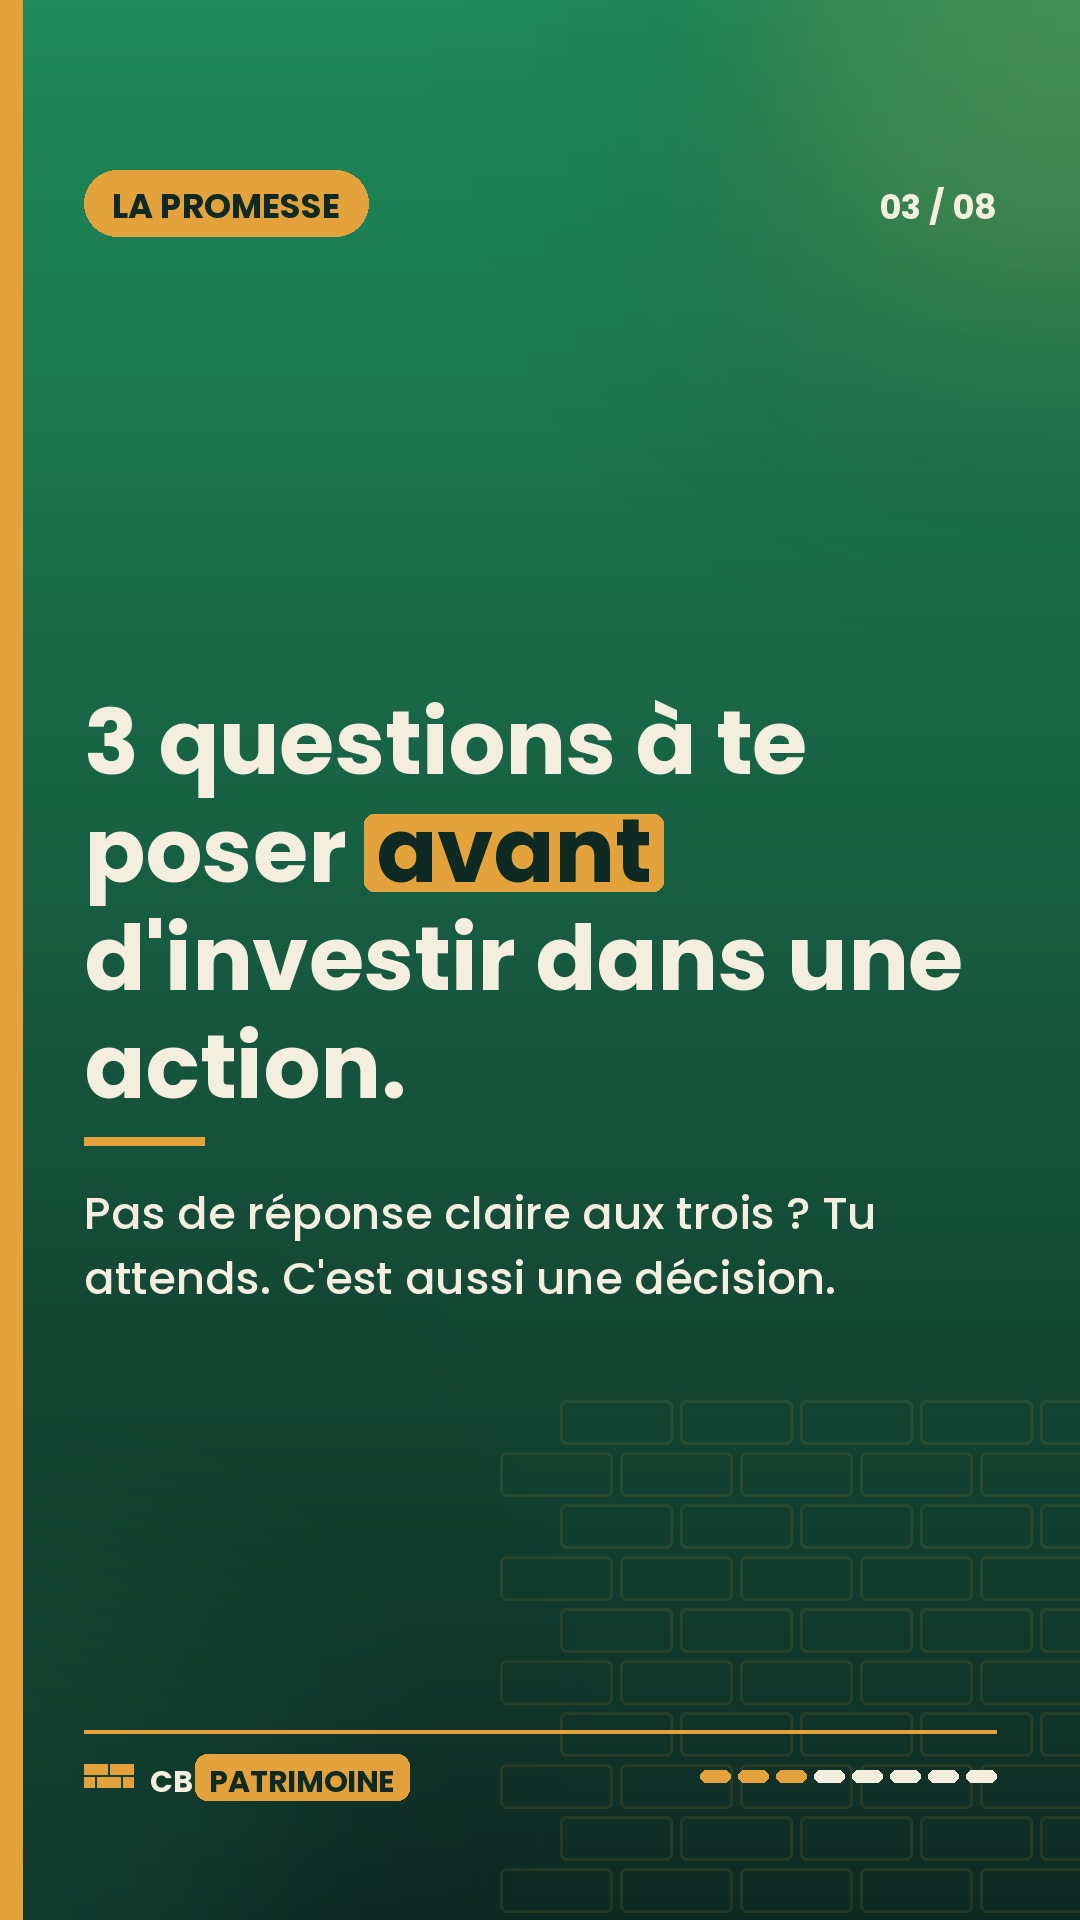 LA PROMESSE
03 / 08
3 questions à te
poser avant
d'investir dans une
action.
Pas de réponse claire aux trois ? Tu
attends. C'est aussi une décision.
CB PATRIMOINE